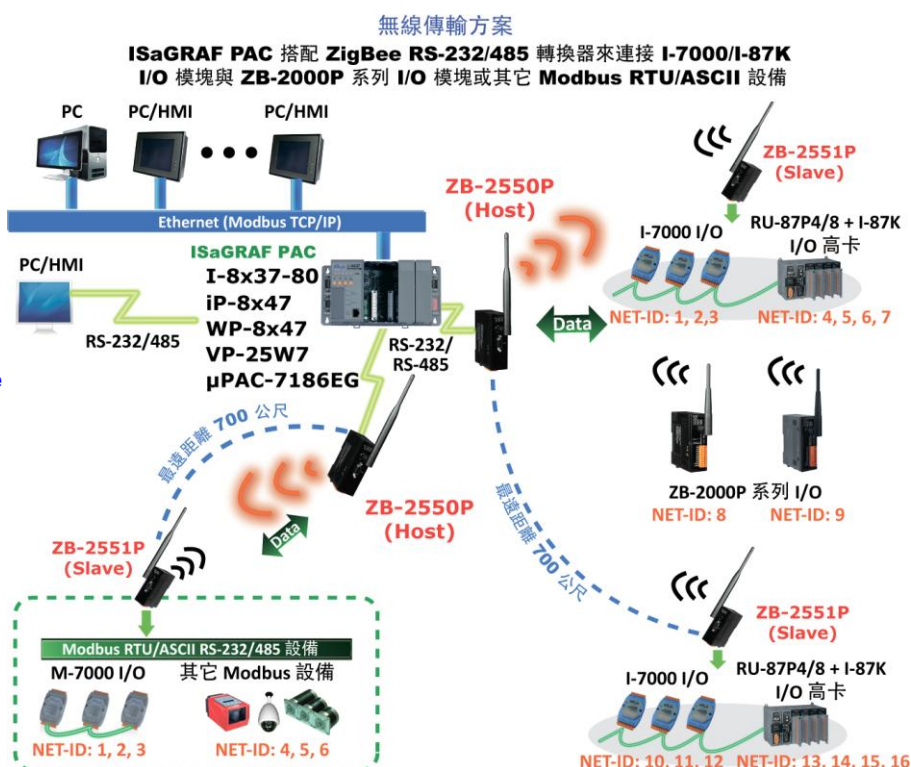 無線傳輸方案
ISaGRAF PAC 搭配 ZigBee RS-232/485 轉換器來連接 I-7000/I-87K
I/O 模塊與 ZB-2000P 系列 I/O 模塊或其它 Modbus RTU/ASCII 設備
PC
PC/HMI
PC/HMI
Ethernet (Modbus TCP/IP)
PC/HMI
RS-232/485
ISaGRAF PAC
I-8x37-80
iP-8x47
WP-8x47
VP-25W7
μPAC-7186EG
e
RS-232/
RS-485
ZB-2550P
(Host)
Data
ZB-2551P
(Slave)
I-7000 I/O
RU-87P4/8 + I-87K
I/O 高卡
NET-ID: 1, 2,3
NET-ID: 4, 5, 6, 7
ZB-2000P 系列 I/O
NET-ID: 8
NET-ID: 9
最遠距離 700 公尺
ZB-2551P
(Slave)
I-7000 I/O
RU-87P4/8 + I-87K
I/O 高卡
NET-ID: 10, 11, 12
NET-ID: 13, 14, 15, 16
最遠距離 700 公尺
ZB-2550P
(Host)
Data
ZB-2551P
(Slave)
Modbus RTU/ASCII RS-232/485 設備
M-7000 I/O
其它 Modbus 設備
NET-ID: 1, 2, 3
NET-ID: 4, 5, 6